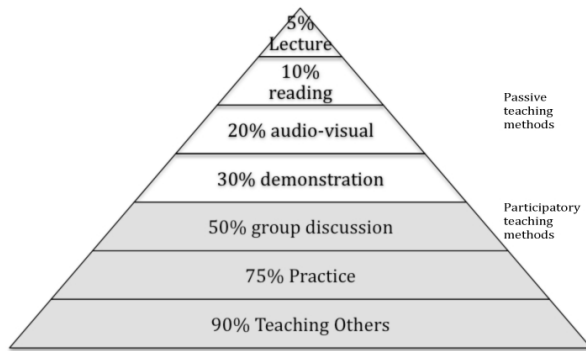 5%
Lecture
10%
reading
20% audio-visual
30% demonstration
50% group discussion
75% Practice
90% Teaching Others
Passive
teaching
methods
Participatory
teaching
methods